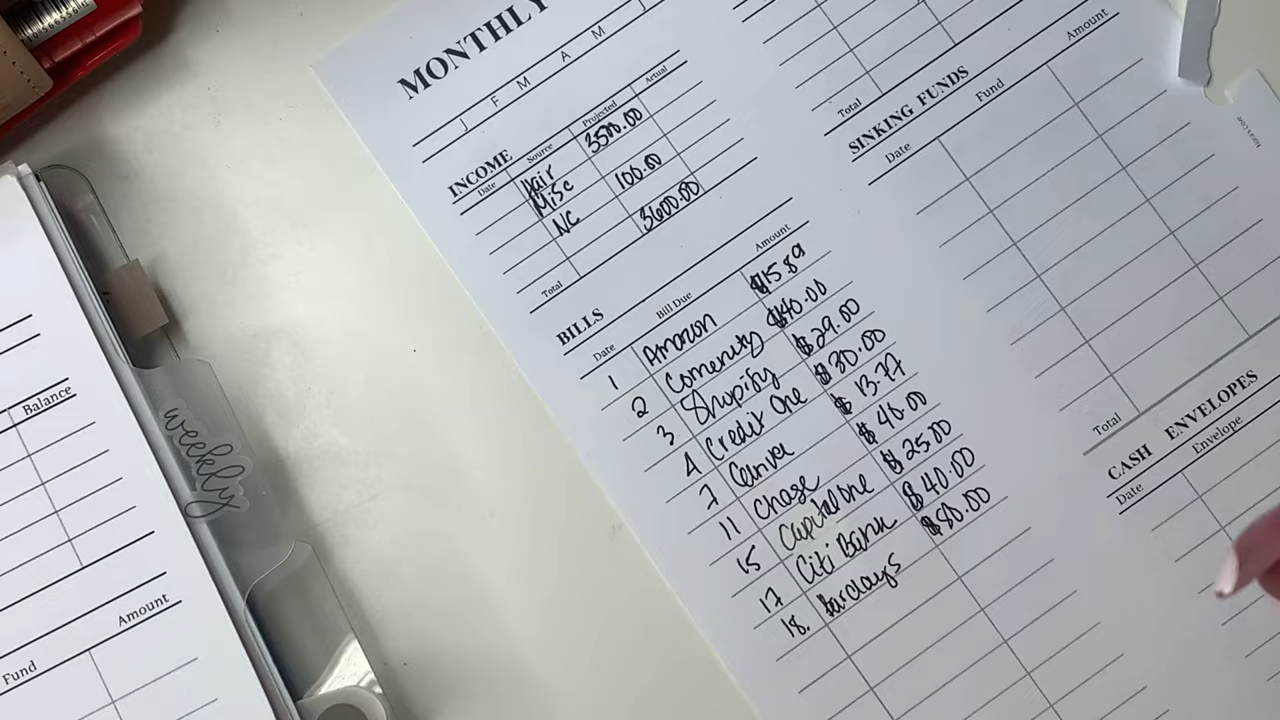 MONTHLY
J F M A M J
INCOME
Date Source Projected Actual
Hair 3500.00
Misc
NC 100.00
Total 3600.00
BILLS
Date Bill Due Amount
1 Amazon $15.89
2 Comenity $40.00
3 Shopify $29.00
4 Credit One $30.00
7 Canva $13.77
11 Chase $40.00
15 Capital One $25.00
17 Citi Bank $40.00
18. Barclays $80.00
Total
SINKING FUNDS
Date Fund Amount
Total
CASH ENVELOPES
Date Envelope
Balance
weekly
Fund Amount